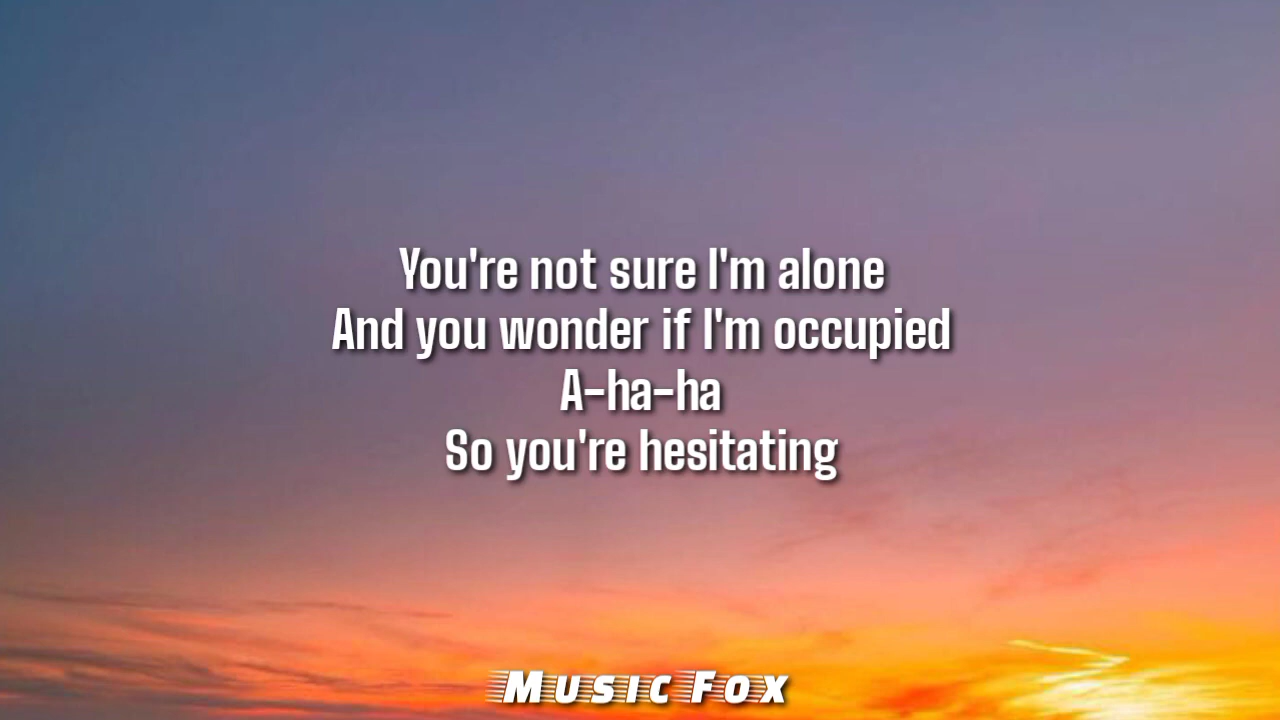 You're not sure I'm alone
And you wonder if I'm occupied
A-ha-ha
So you're hesitating
Music Fox